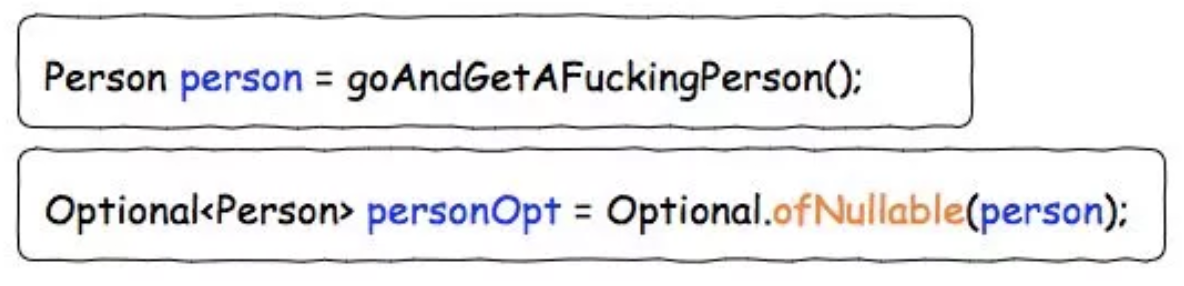 Person person = goAndGetAFuckingPerson();
Optional<Person> personOpt = Optional.ofNullable(person);